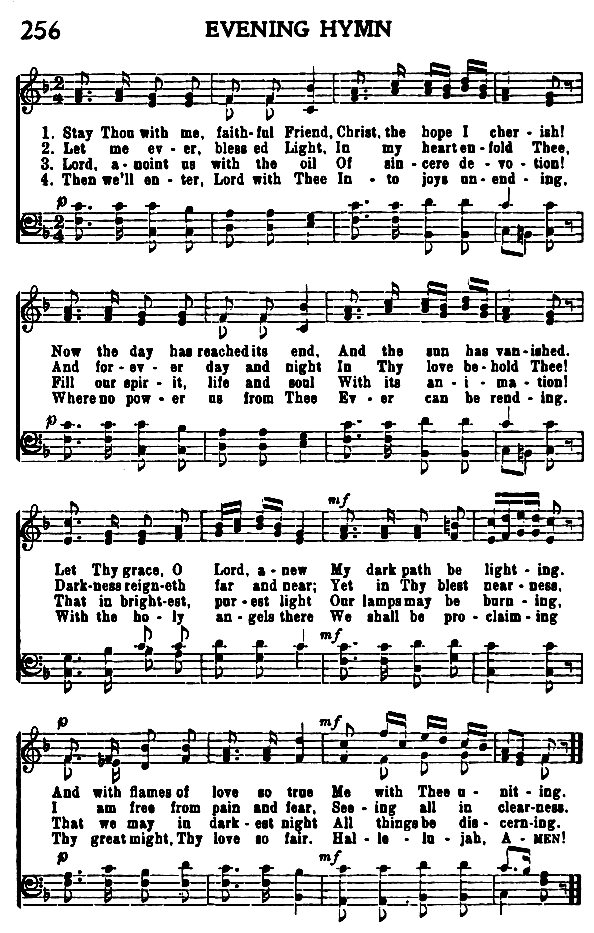 256 EVENING HYMN
2/4
1. Stay Thou with me, faith-ful Friend, Christ, the hope I cher - ish!
2. Let me ev - er, bless ed Light, In my heart en - fold Thee,
3. Lord, a - noint us with the oil Of sin - cere de - vo - tion!
4. Then we'll en - ter, Lord with Thee In - to joys un - end - ing,
p
2/4
Now the day has reached its end, And the sun has van - ished.
And for - ev - er day and night In Thy love be - hold Thee!
Fill our spir - it, life and soul With its an - i - ma - tion!
Where no pow - er us from Thee Ev - er can be rend - ing.
p
mf
Let Thy grace, O Lord, a - new My dark path be light - ing.
Dark-ness reign-eth far and near; Yet in Thy blest near - ness,
That in bright-est, pur - est light Our lamps may be burn - ing,
With the ho - ly an - gels there We shall be pro - claim - ing
mf
p mf
And with flames of love so true Me with Thee u - nit - ing.
I am free from pain and fear, See - ing all in clear-ness.
That we may in dark - est night All things be dis - cern-ing.
Thy great might, Thy love so fair. Hal - le - lu - jah, A - MEN!
p mf